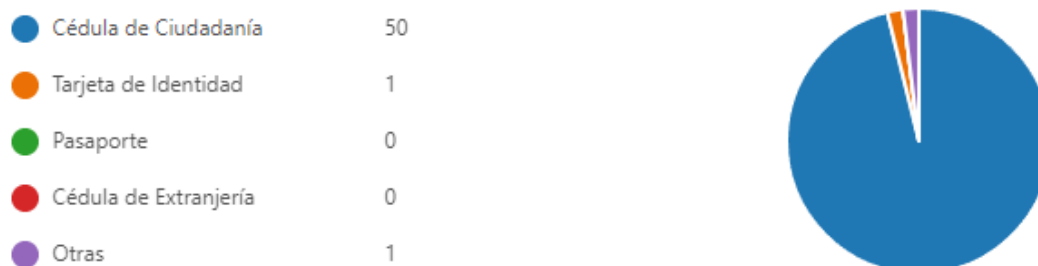 Cédula de Ciudadanía 50
Tarjeta de Identidad 1
Pasaporte 0
Cédula de Extranjería 0
Otras 1